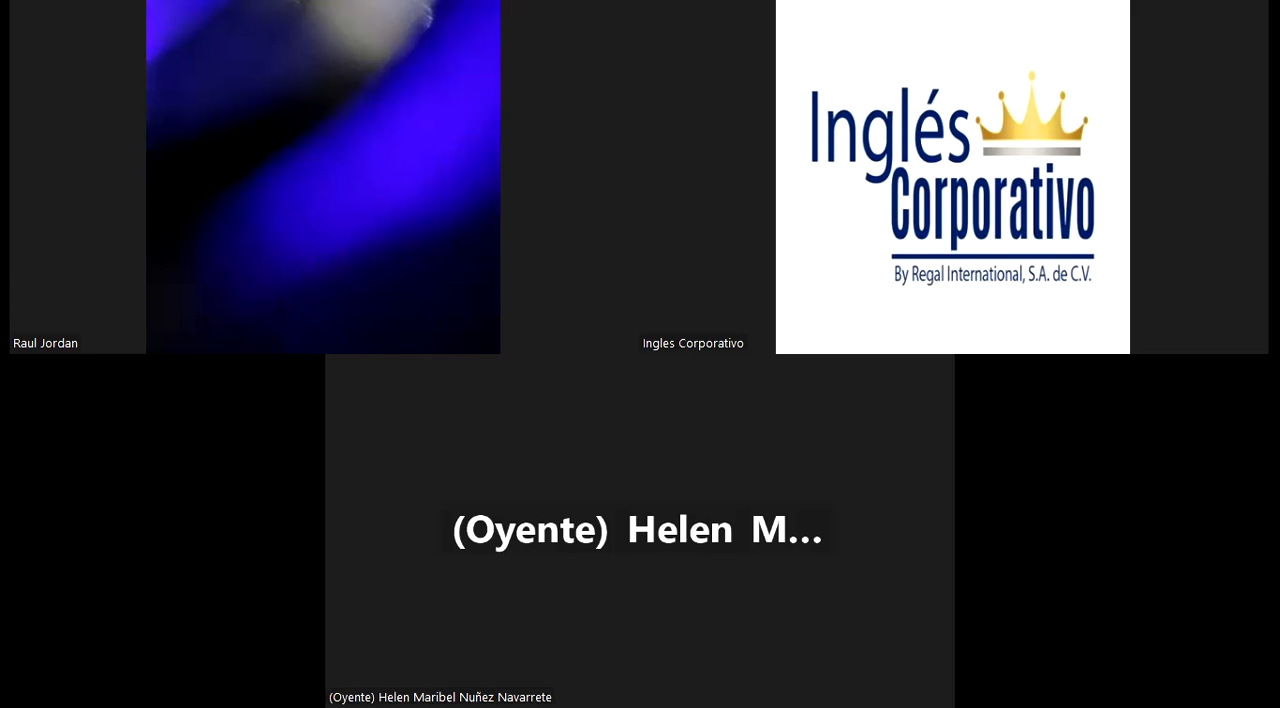 Inglés
Corporativo
By Regal International, S.A. de C.V.
Raul Jordan
Ingles Corporativo
(Oyente) Helen M...
(Oyente) Helen Maribel Nuñez Navarrete